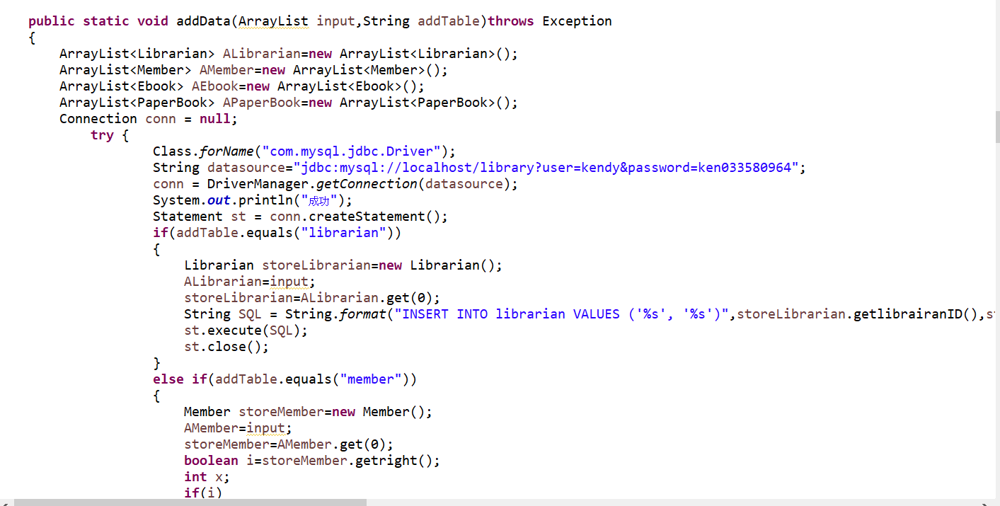 public static void addData(ArrayList input,String addTable)throws Exception
{
ArrayList<Librarian> ALibrarian=new ArrayList<Librarian>();
ArrayList<Member> AMember=new ArrayList<Member>();
ArrayList<Ebook> AEbook=new ArrayList<Ebook>();
ArrayList<PaperBook> APaperBook=new ArrayList<PaperBook>();
Connection conn = null;
try {
Class.forName("com.mysql.jdbc.Driver");
String datasource="jdbc:mysql://localhost/library?user=kendy&password=ken033580964";
conn = DriverManager.getConnection(datasource);
System.out.println("成功");
Statement st = conn.createStatement();
if(addTable.equals("librarian"))
{
Librarian storeLibrarian=new Librarian();
ALibrarian=input;
storeLibrarian=ALibrarian.get(0);
String SQL = String.format("INSERT INTO librarian VALUES ('%s', '%s')",storeLibrarian.getlibrairanID(),
st.execute(SQL);
st.close();
}
else if(addTable.equals("member"))
{
Member storeMember=new Member();
AMember=input;
storeMember=AMember.get(0);
boolean i=storeMember.getright();
int x;
if(i)